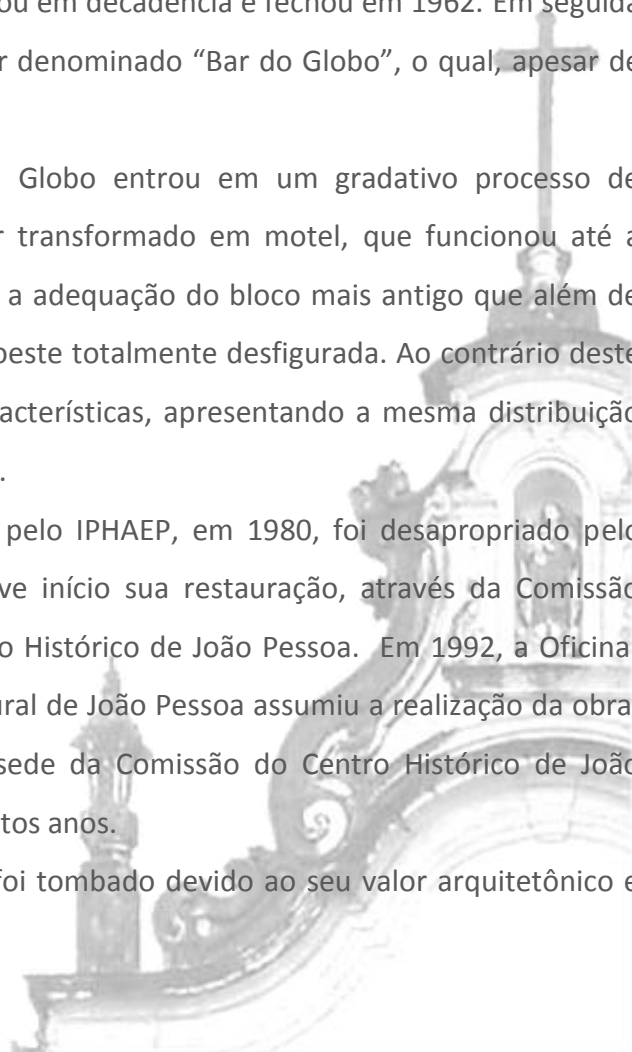 ou em decadência e fechou em 1962. Em seguida
r denominado “Bar do Globo”, o qual, apesar de
Globo entrou em um gradativo processo de
r transformado em motel, que funcionou até a
a adequação do bloco mais antigo que além de
oeste totalmente desfigurada. Ao contrário deste
racterísticas, apresentando a mesma distribuição
.
pelo IPHAEP, em 1980, foi desapropriado pelo
ve início sua restauração, através da Comissão
o Histórico de João Pessoa. Em 1992, a Oficina-
ural de João Pessoa assumiu a realização da obra,
sede da Comissão do Centro Histórico de João
tos anos.
foi tombado devido ao seu valor arquitetônico e